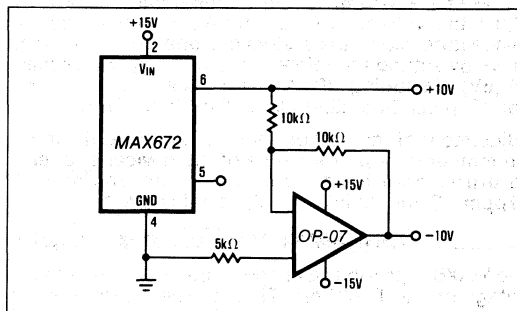 +15V
2
VIN
6
+10V
10kΩ
10kΩ
MAX672
5
+15V
GND
4
OP-07
-10V
5kΩ
-15V